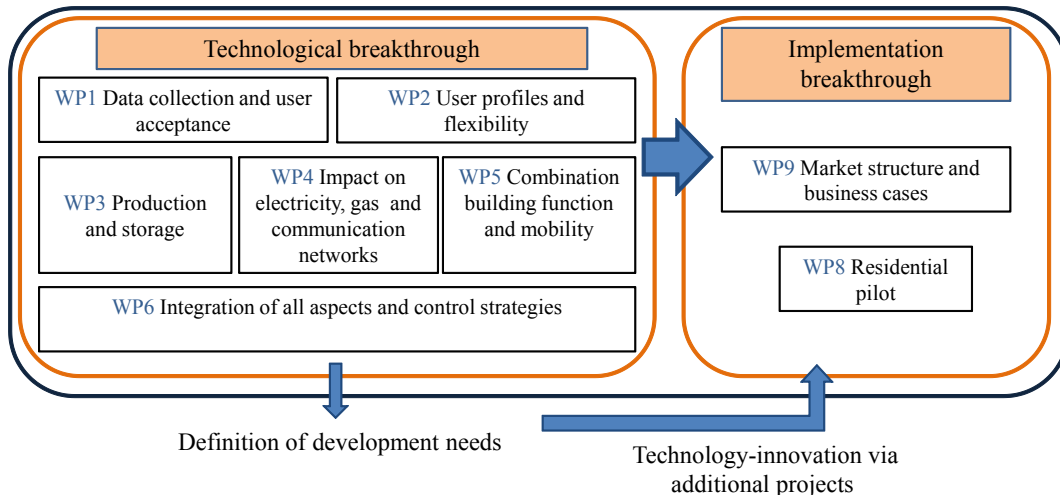 Technological breakthrough
WP1 Data collection and user
acceptance
WP2 User profiles and
flexibility
WP3 Production
and storage
WP4 Impact on
electricity, gas and
communication
networks
WP5 Combination
building function
and mobility
WP6 Integration of all aspects and control strategies
Implementation
breakthrough
WP9 Market structure and
business cases
WP8 Residential
pilot
Definition of development needs
Technology-innovation via
additional projects